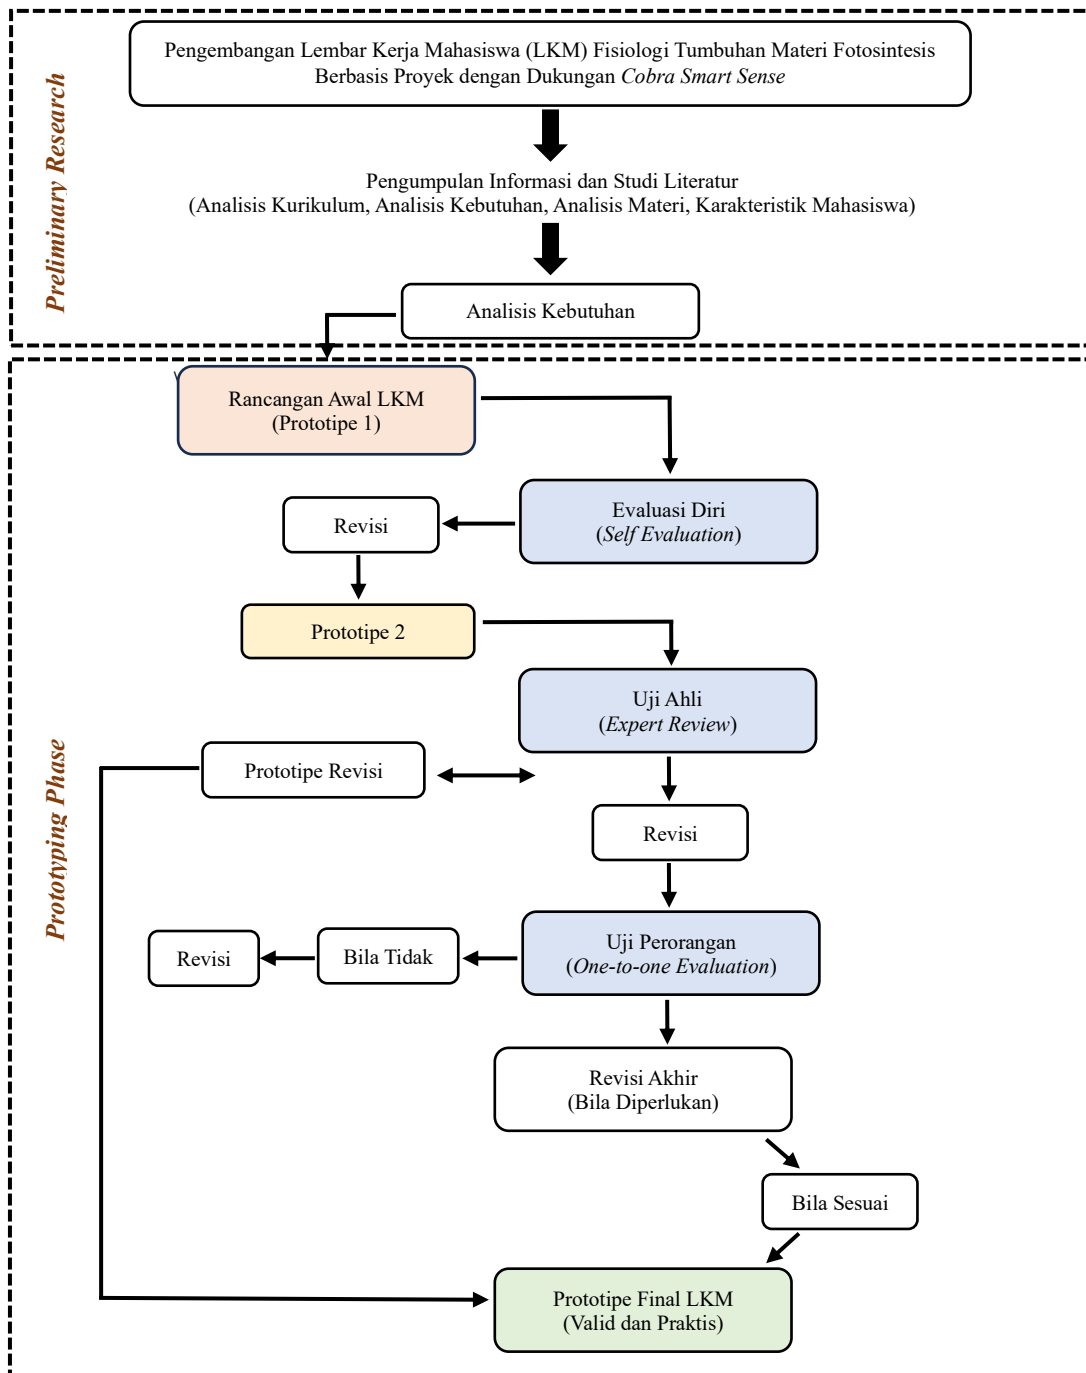 Preliminary Research
Pengembangan Lembar Kerja Mahasiswa (LKM) Fisiologi Tumbuhan Materi Fotosintesis
Berbasis Proyek dengan Dukungan Cobra Smart Sense
Pengumpulan Informasi dan Studi Literatur
(Analisis Kurikulum, Analisis Kebutuhan, Analisis Materi, Karakteristik Mahasiswa)
Analisis Kebutuhan
Prototyping Phase
Rancangan Awal LKM
(Prototipe 1)
Evaluasi Diri
(Self Evaluation)
Revisi
Prototipe 2
Uji Ahli
(Expert Review)
Prototipe Revisi
Revisi
Uji Perorangan
(One-to-one Evaluation)
Bila Tidak
Revisi
Revisi Akhir
(Bila Diperlukan)
Bila Sesuai
Prototipe Final LKM
(Valid dan Praktis)